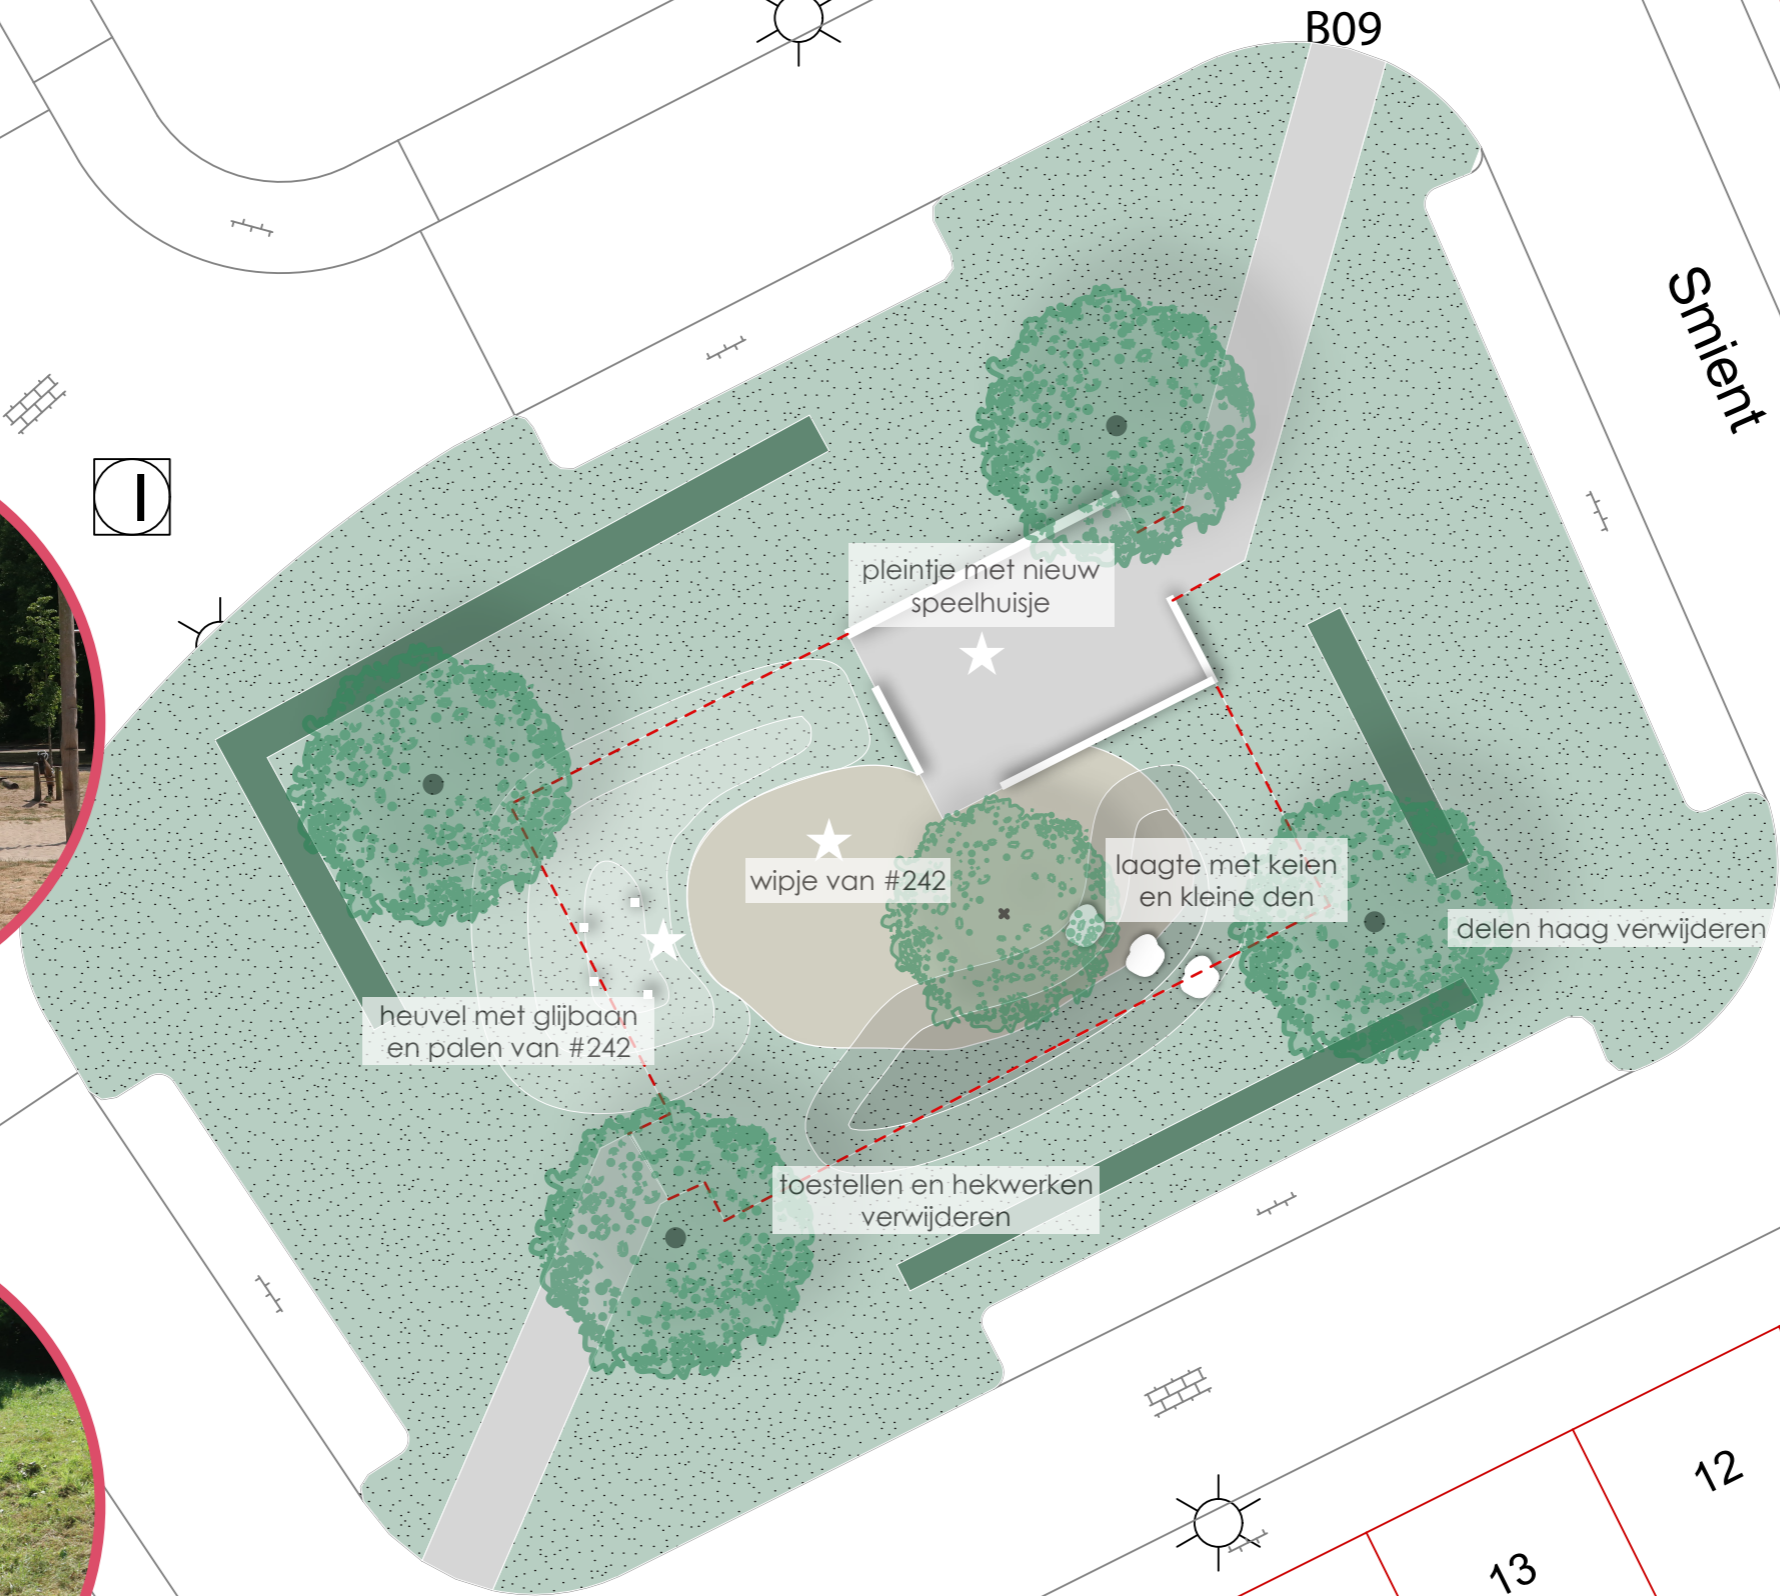 B09
Smient
pleintje met nieuw
speelhuisje
wipje van #242
laagte met keien
en kleine den
delen haag verwijderen
heuvel met glijbaan
en palen van #242
toestellen en hekwerken
verwijderen
12
13